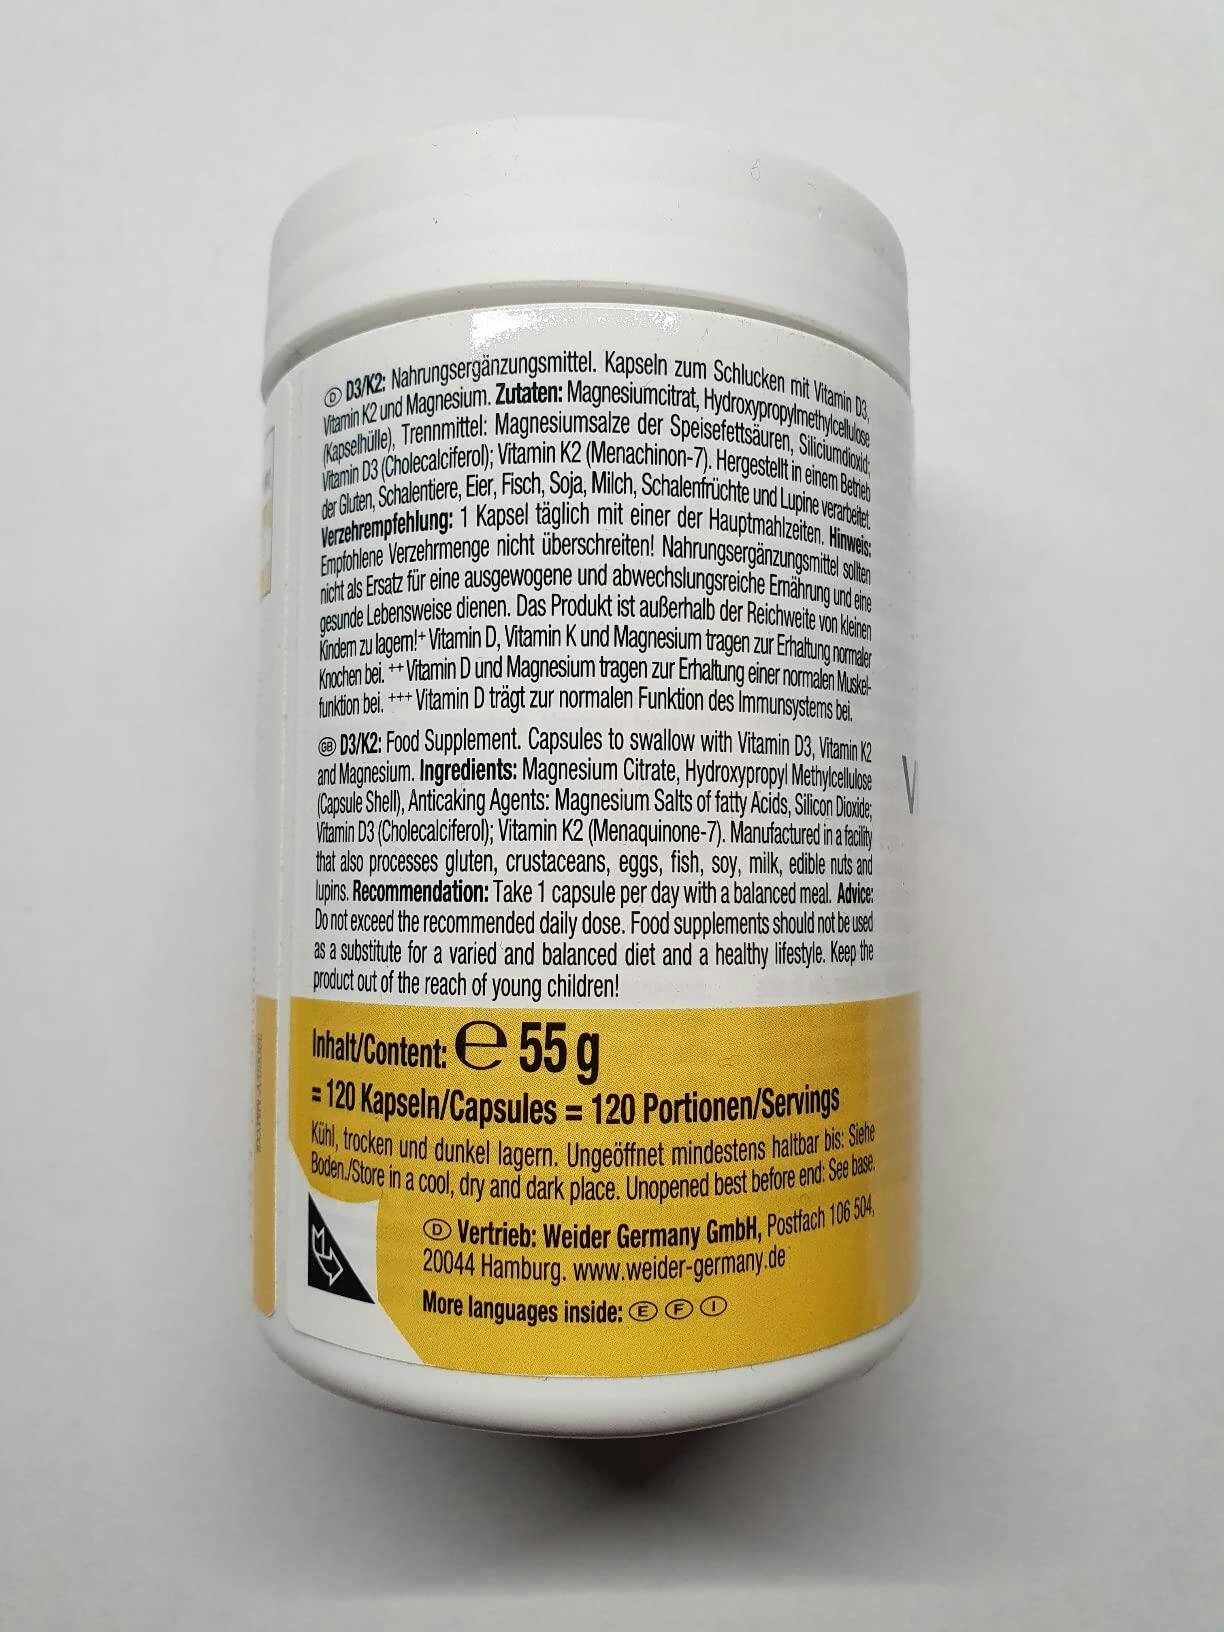 D D3/K2: Nahrungsergänzungsmittel. Kapseln zum Schlucken mit Vitamin D3,
Vitamin K2 und Magnesium. Zutaten: Magnesiumcitrat, Hydroxypropylmethylcellulose
(Kapselhülle), Trennmittel: Magnesiumsalze der Speisefettsäuren, Siliciumdioxid;
Vitamin D3 (Cholecalciferol); Vitamin K2 (Menachinon-7). Hergestellt in einem Betrieb
der Gluten, Schalentiere, Eier, Fisch, Soja, Milch, Schalenfrüchte und Lupine verarbeitet.
Verzehrempfehlung: 1 Kapsel täglich mit einer der Hauptmahlzeiten. Hinweis:
Empfohlene Verzehrmenge nicht überschreiten! Nahrungsergänzungsmittel sollten
nicht als Ersatz für eine ausgewogene und abwechslungsreiche Ernährung und eine
gesunde Lebensweise dienen. Das Produkt ist außerhalb der Reichweite von kleinen
Kindern zu lagern!+ Vitamin D, Vitamin K und Magnesium tragen zur Erhaltung normaler
Knochen bei. ++ Vitamin D und Magnesium tragen zur Erhaltung einer normalen Muskel-
funktion bei. +++ Vitamin D trägt zur normalen Funktion des Immunsystems bei.
GB D3/K2: Food Supplement. Capsules to swallow with Vitamin D3, Vitamin K2
and Magnesium. Ingredients: Magnesium Citrate, Hydroxypropyl Methylcellulose
(Capsule Shell), Anticaking Agents: Magnesium Salts of fatty Acids, Silicon Dioxide;
Vitamin D3 (Cholecalciferol); Vitamin K2 (Menaquinone-7). Manufactured in a facility
that also processes gluten, crustaceans, eggs, fish, soy, milk, edible nuts and
lupins. Recommendation: Take 1 capsule per day with a balanced meal. Advice:
Do not exceed the recommended daily dose. Food supplements should not be used
as a substitute for a varied and balanced diet and a healthy lifestyle. Keep the
product out of the reach of young children!
Inhalt/Content: ℮ 55 g
= 120 Kapseln/Capsules = 120 Portionen/Servings
Kühl, trocken und dunkel lagern. Ungeöffnet mindestens haltbar bis: Siehe
Boden./Store in a cool, dry and dark place. Unopened best before end: See base.
D Vertrieb: Weider Germany GmbH, Postfach 106 504,
20044 Hamburg. www.weider-germany.de
More languages inside: E F I
V